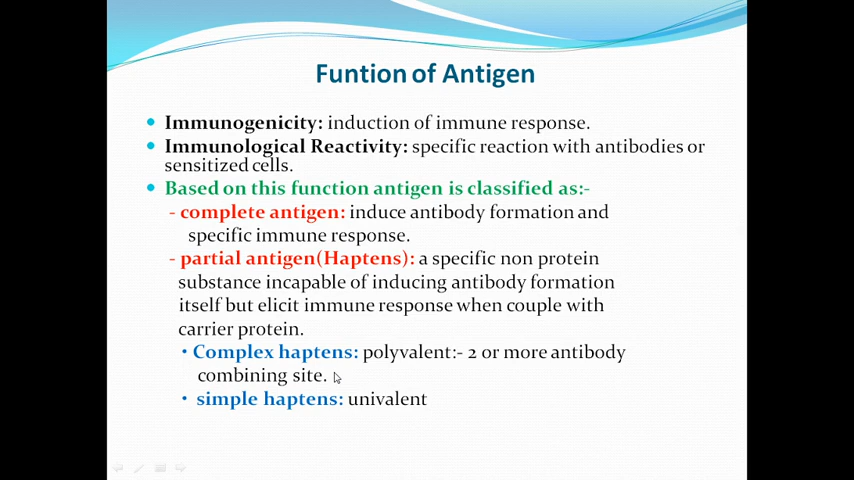 Funtion of Antigen
• Immunogenicity: induction of immune response.
• Immunological Reactivity: specific reaction with antibodies or
sensitized cells.
• Based on this function antigen is classified as:-
- complete antigen: induce antibody formation and
specific immune response.
- partial antigen(Haptens): a specific non protein
substance incapable of inducing antibody formation
itself but elicit immune response when couple with
carrier protein.
• Complex haptens: polyvalent:- 2 or more antibody
combining site.
• simple haptens: univalent